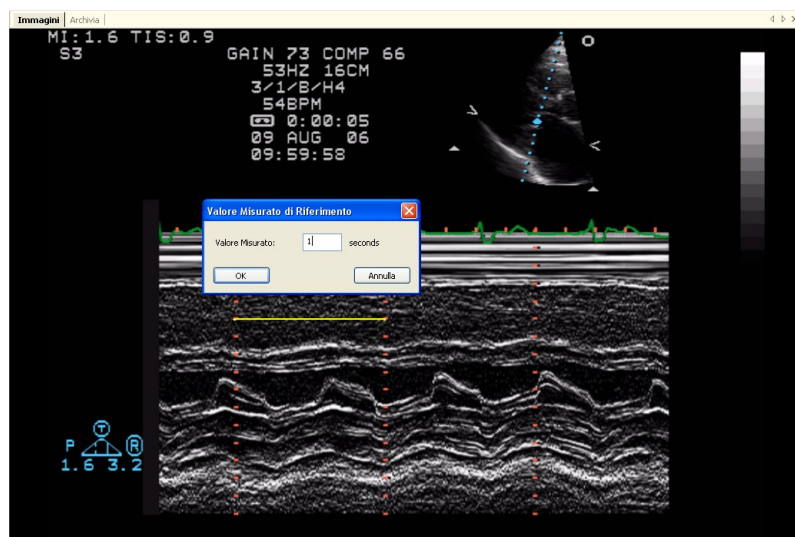 Immagini Archivia
MI:1.6 TIS:0.9
S3
GAIN 73 COMP 66
53HZ 16CM
3/1/B/H4
54BPM
0:00:05
09 AUG 06
09:59:58
Valore Misurato di Riferimento
Valore Misurato: 1 seconds
OK Annulla
T
P R
1.6 3.2